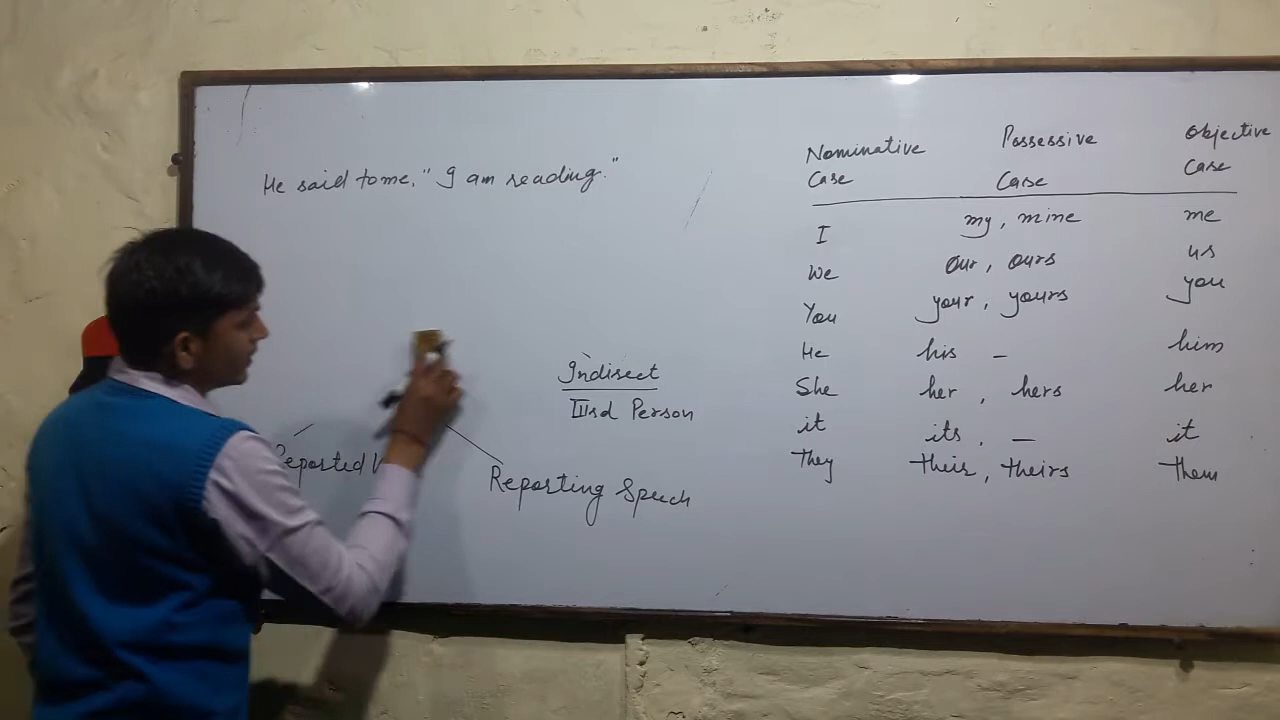 He said to me, "I am reading."
Nominative Case Possessive Case Objective Case
I my, mine me
We our, ours us
You your, yours you
He his - him
She her, hers her
it its, - it
They their, theirs them
Indirect
IIIrd Person
Reported
Reporting Speech